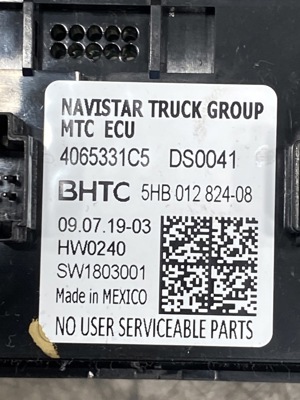 NAVISTAR TRUCK GROUP
MTC ECU
4065331C5 DS0041
BHTC 5HB 012 824-08
09.07.19-03
HW0240
SW1803001
Made in MEXICO
NO USER SERVICEABLE PARTS